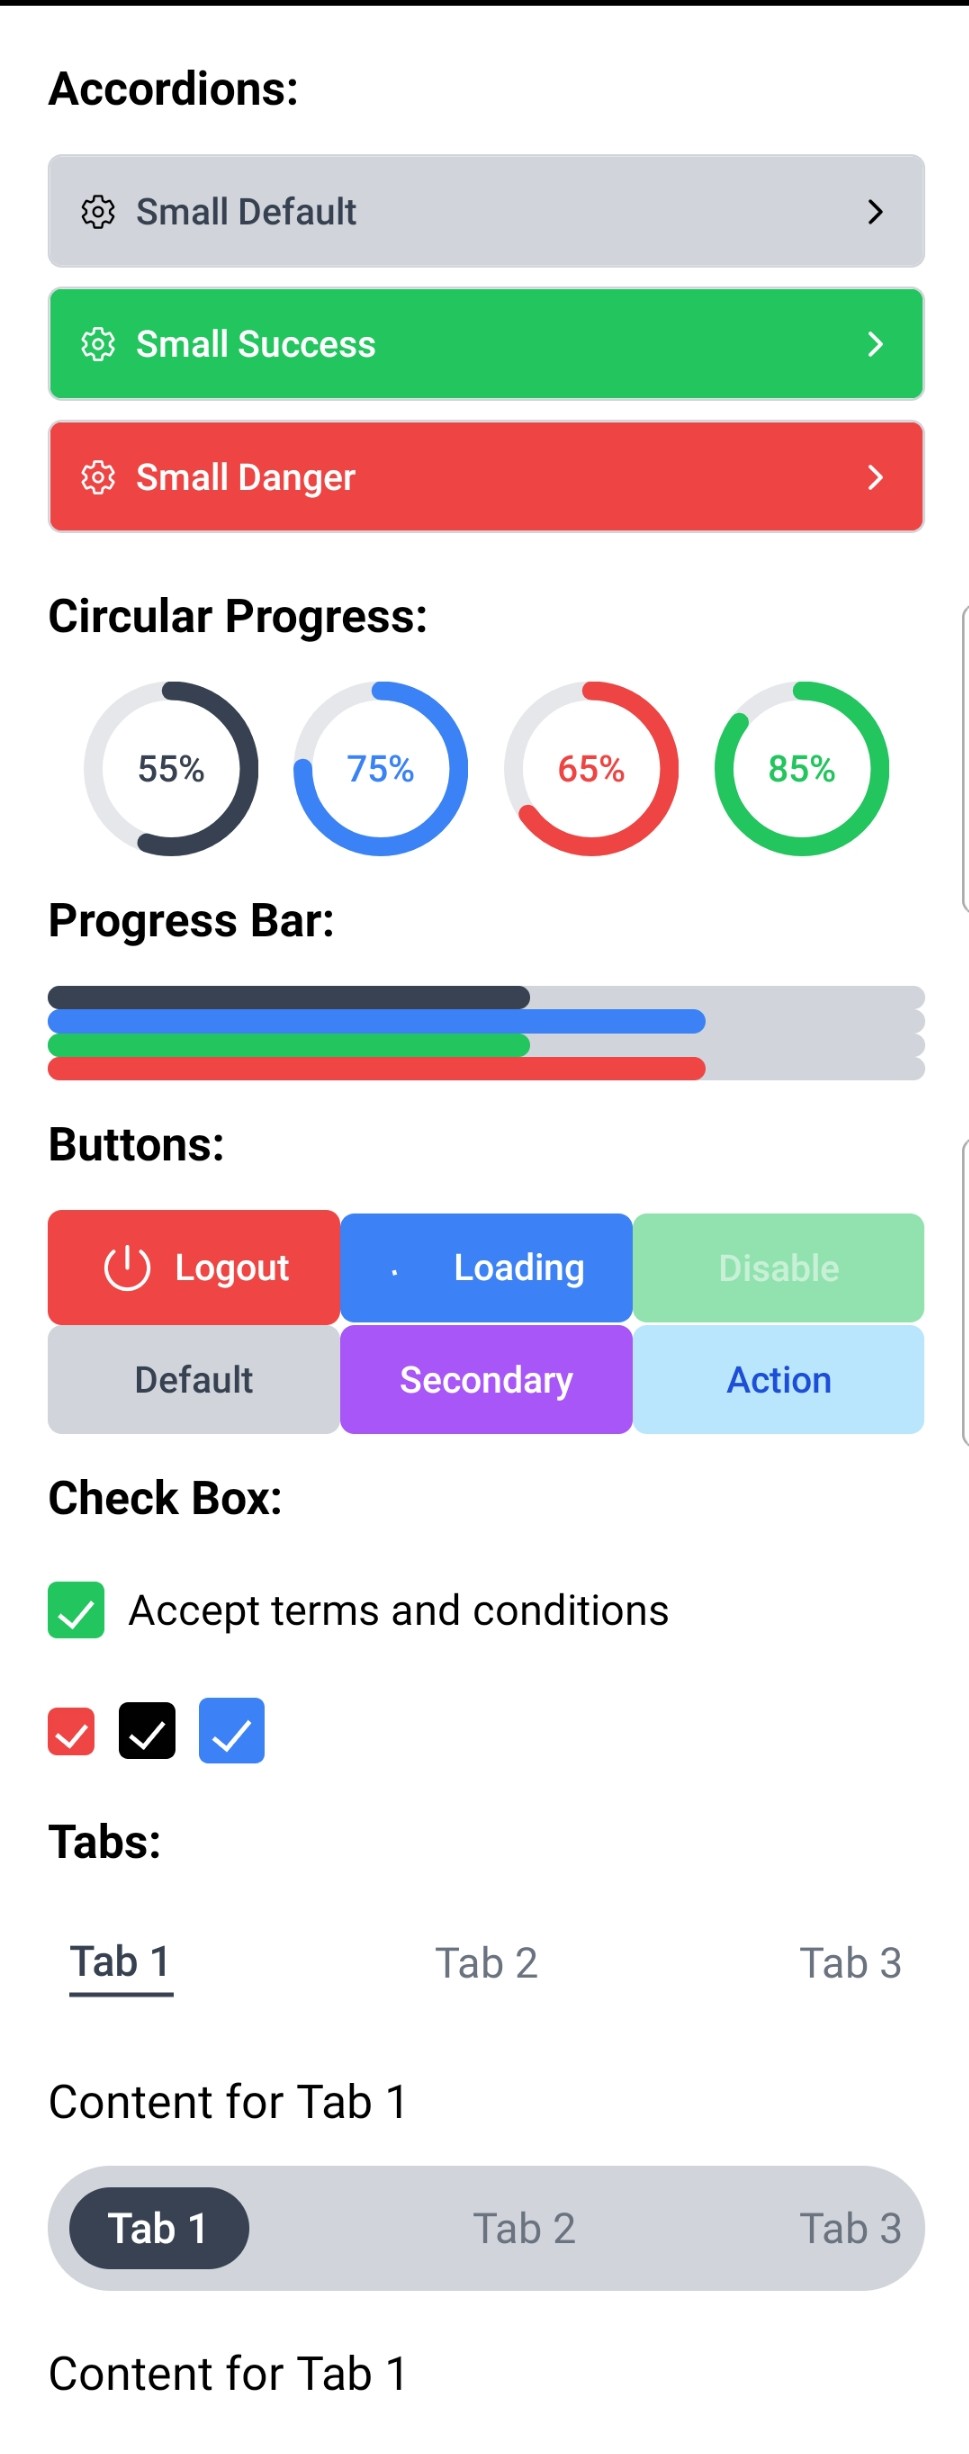 Accordions:
Small Default
Small Success
Small Danger
Circular Progress:
55% 75% 65% 85%
Progress Bar:
Buttons:
Logout Loading Disable
Default Secondary Action
Check Box:
Accept terms and conditions
Tabs:
Tab 1 Tab 2 Tab 3
Content for Tab 1
Tab 1 Tab 2 Tab 3
Content for Tab 1